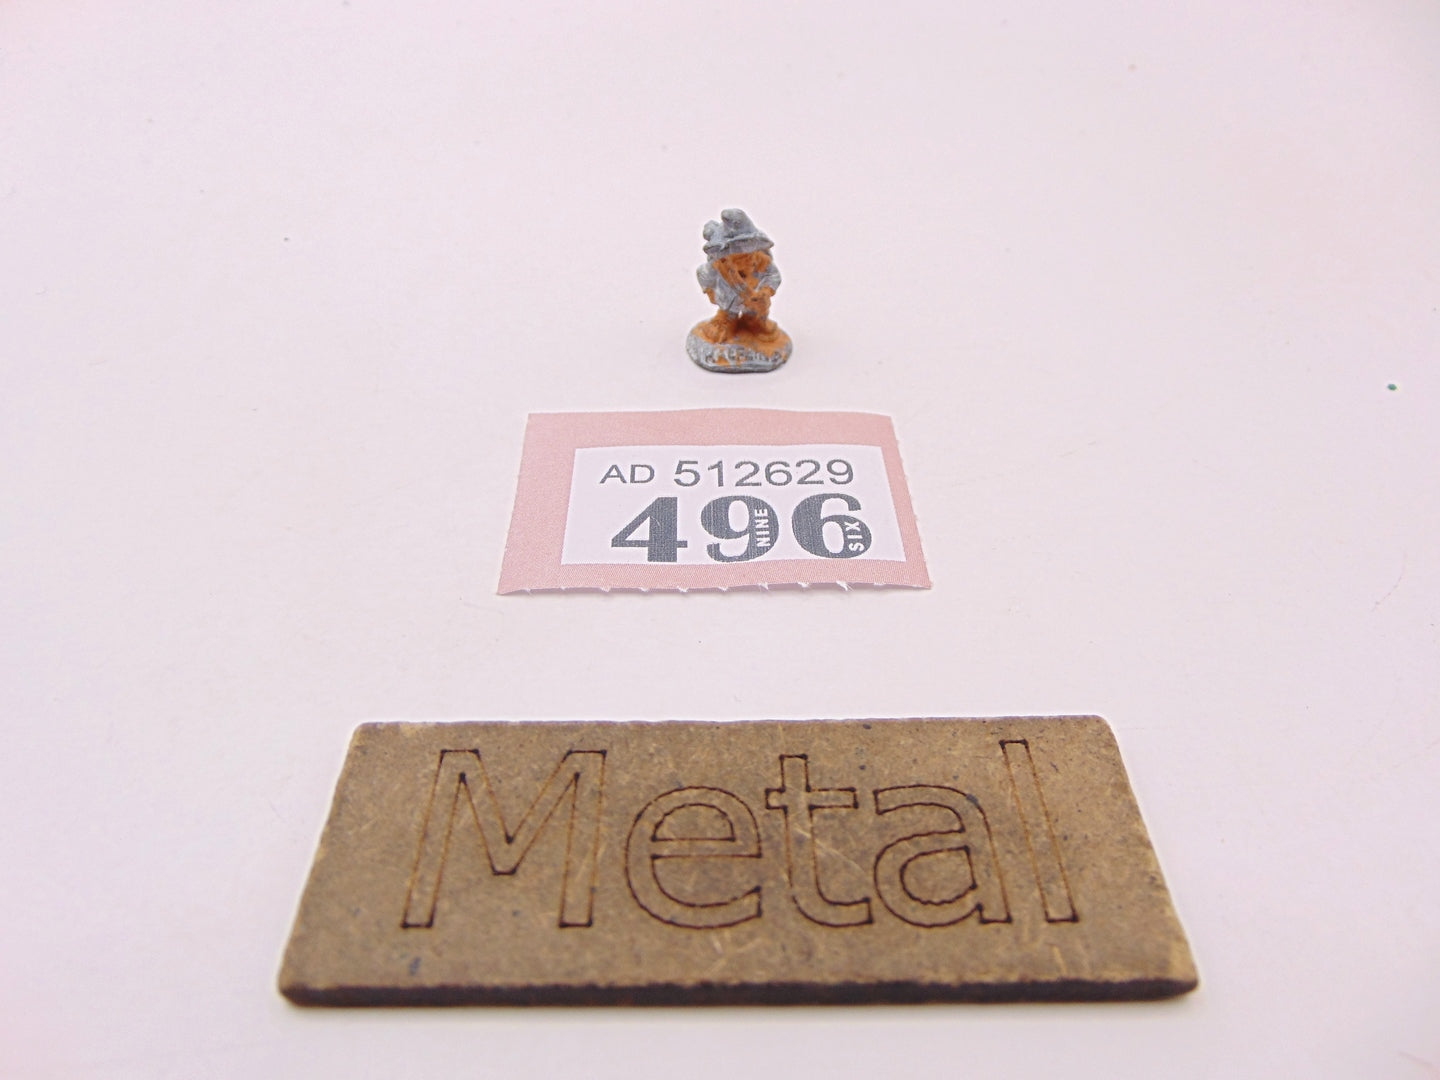 AD 512629
496
NINE
SIX
Metal